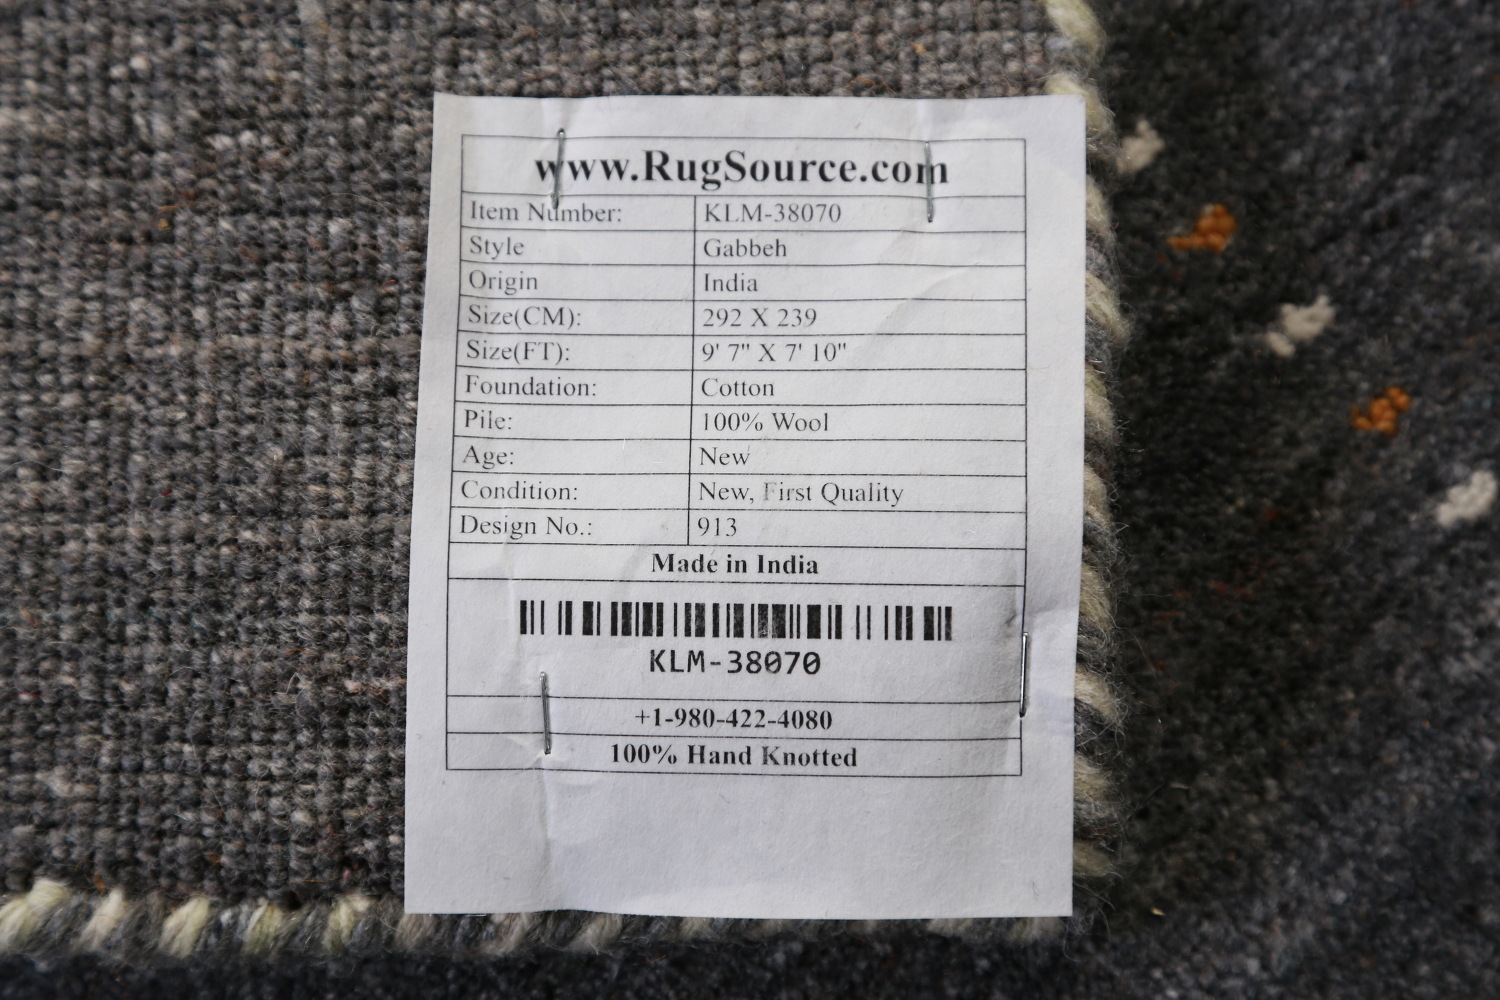 www.RugSource.com
Item Number: KLM-38070
Style Gabbeh
Origin India
Size(CM): 292 X 239
Size(FT): 9' 7" X 7' 10"
Foundation: Cotton
Pile: 100% Wool
Age: New
Condition: New, First Quality
Design No.: 913
Made in India
KLM-38070
+1-980-422-4080
100% Hand Knotted